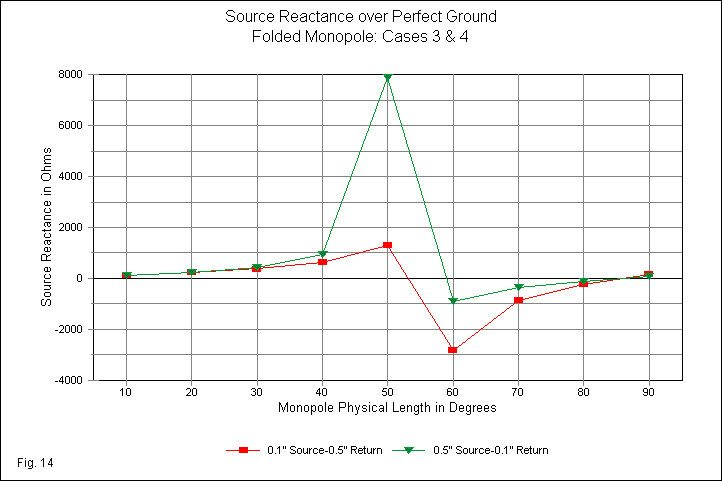 Source Reactance over Perfect Ground
Folded Monopole: Cases 3 & 4
8000
6000
4000
2000
0
-2000
-4000
Source Reactance in Ohms
10 20 30 40 50 60 70 80 90
Monopole Physical Length in Degrees
0.1" Source-0.5" Return 0.5" Source-0.1" Return
Fig. 14